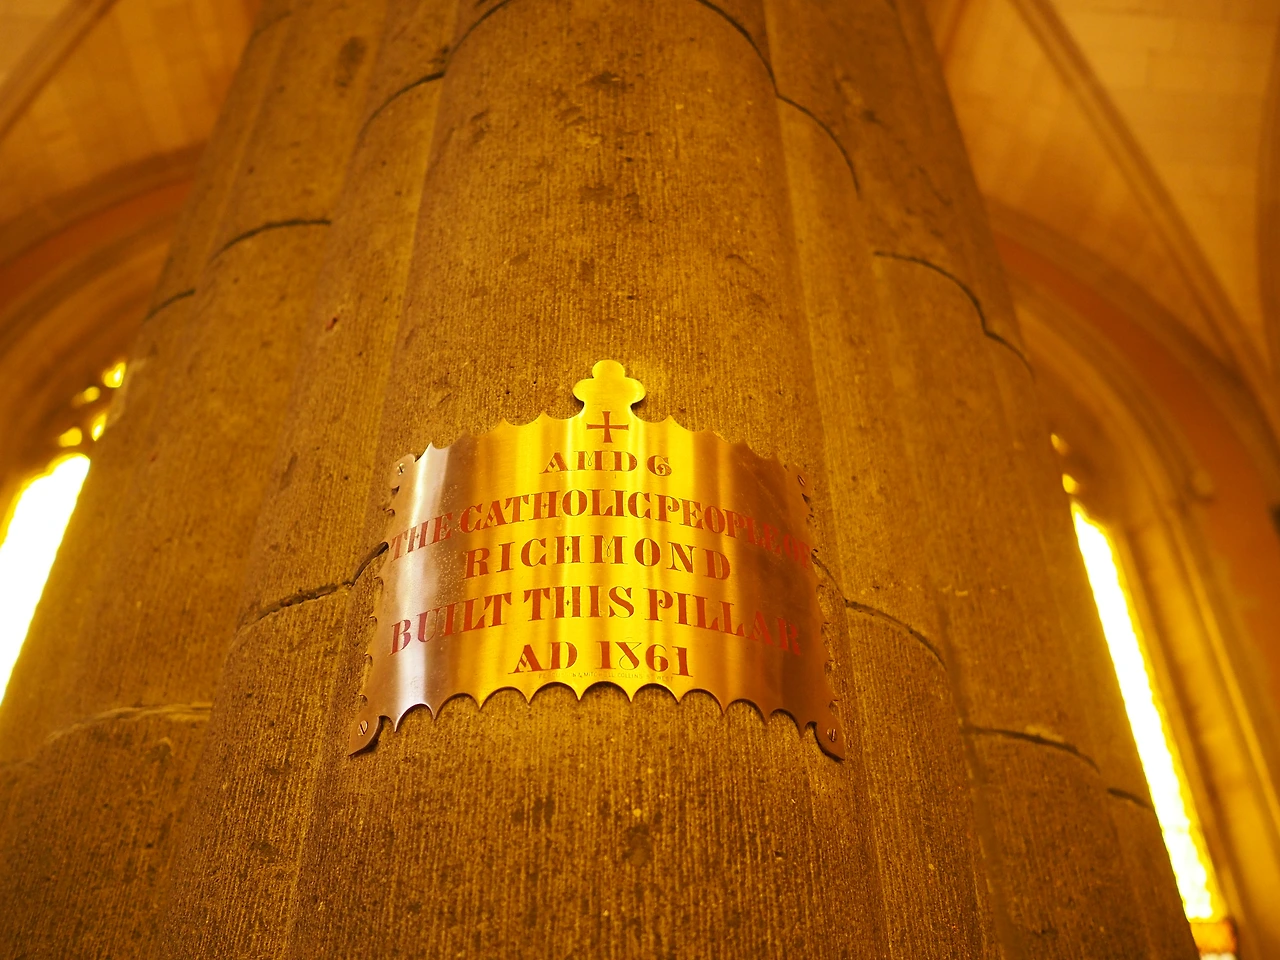 AMDG
THE CATHOLIC PEOPLE OF
RICHMOND
BUILT THIS PILLAR
AD 1861